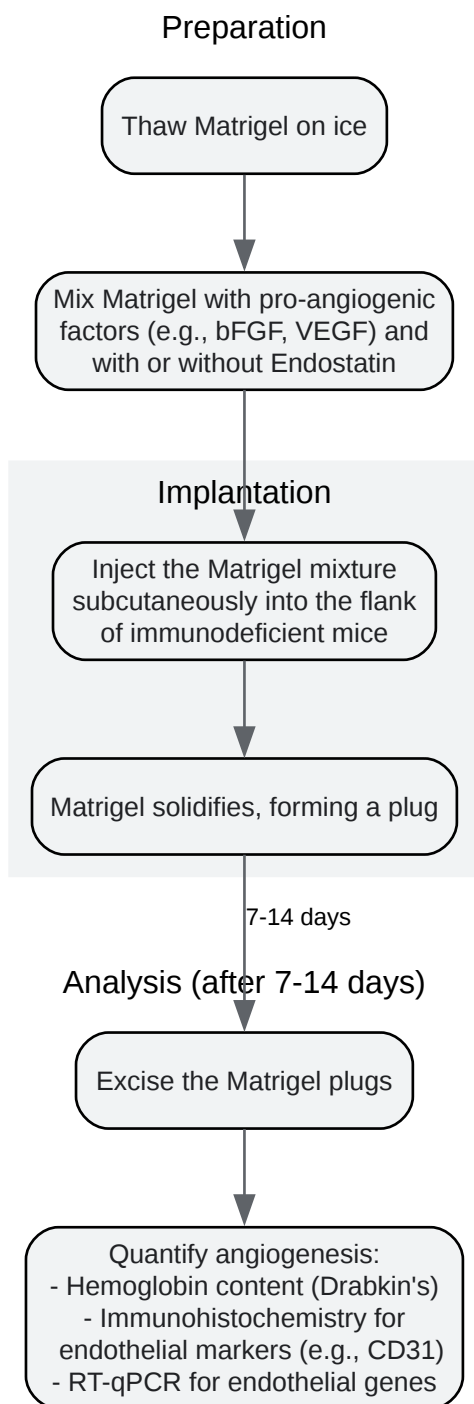 Preparation
Thaw Matrigel on ice
Mix Matrigel with pro-angiogenic
factors (e.g., bFGF, VEGF) and
with or without Endostatin
Implantation
Inject the Matrigel mixture
subcutaneously into the flank
of immunodeficient mice
Matrigel solidifies, forming a plug
7-14 days
Analysis (after 7-14 days)
Excise the Matrigel plugs
Quantify angiogenesis:
- Hemoglobin content (Drabkin's)
- Immunohistochemistry for
endothelial markers (e.g., CD31)
- RT-qPCR for endothelial genes